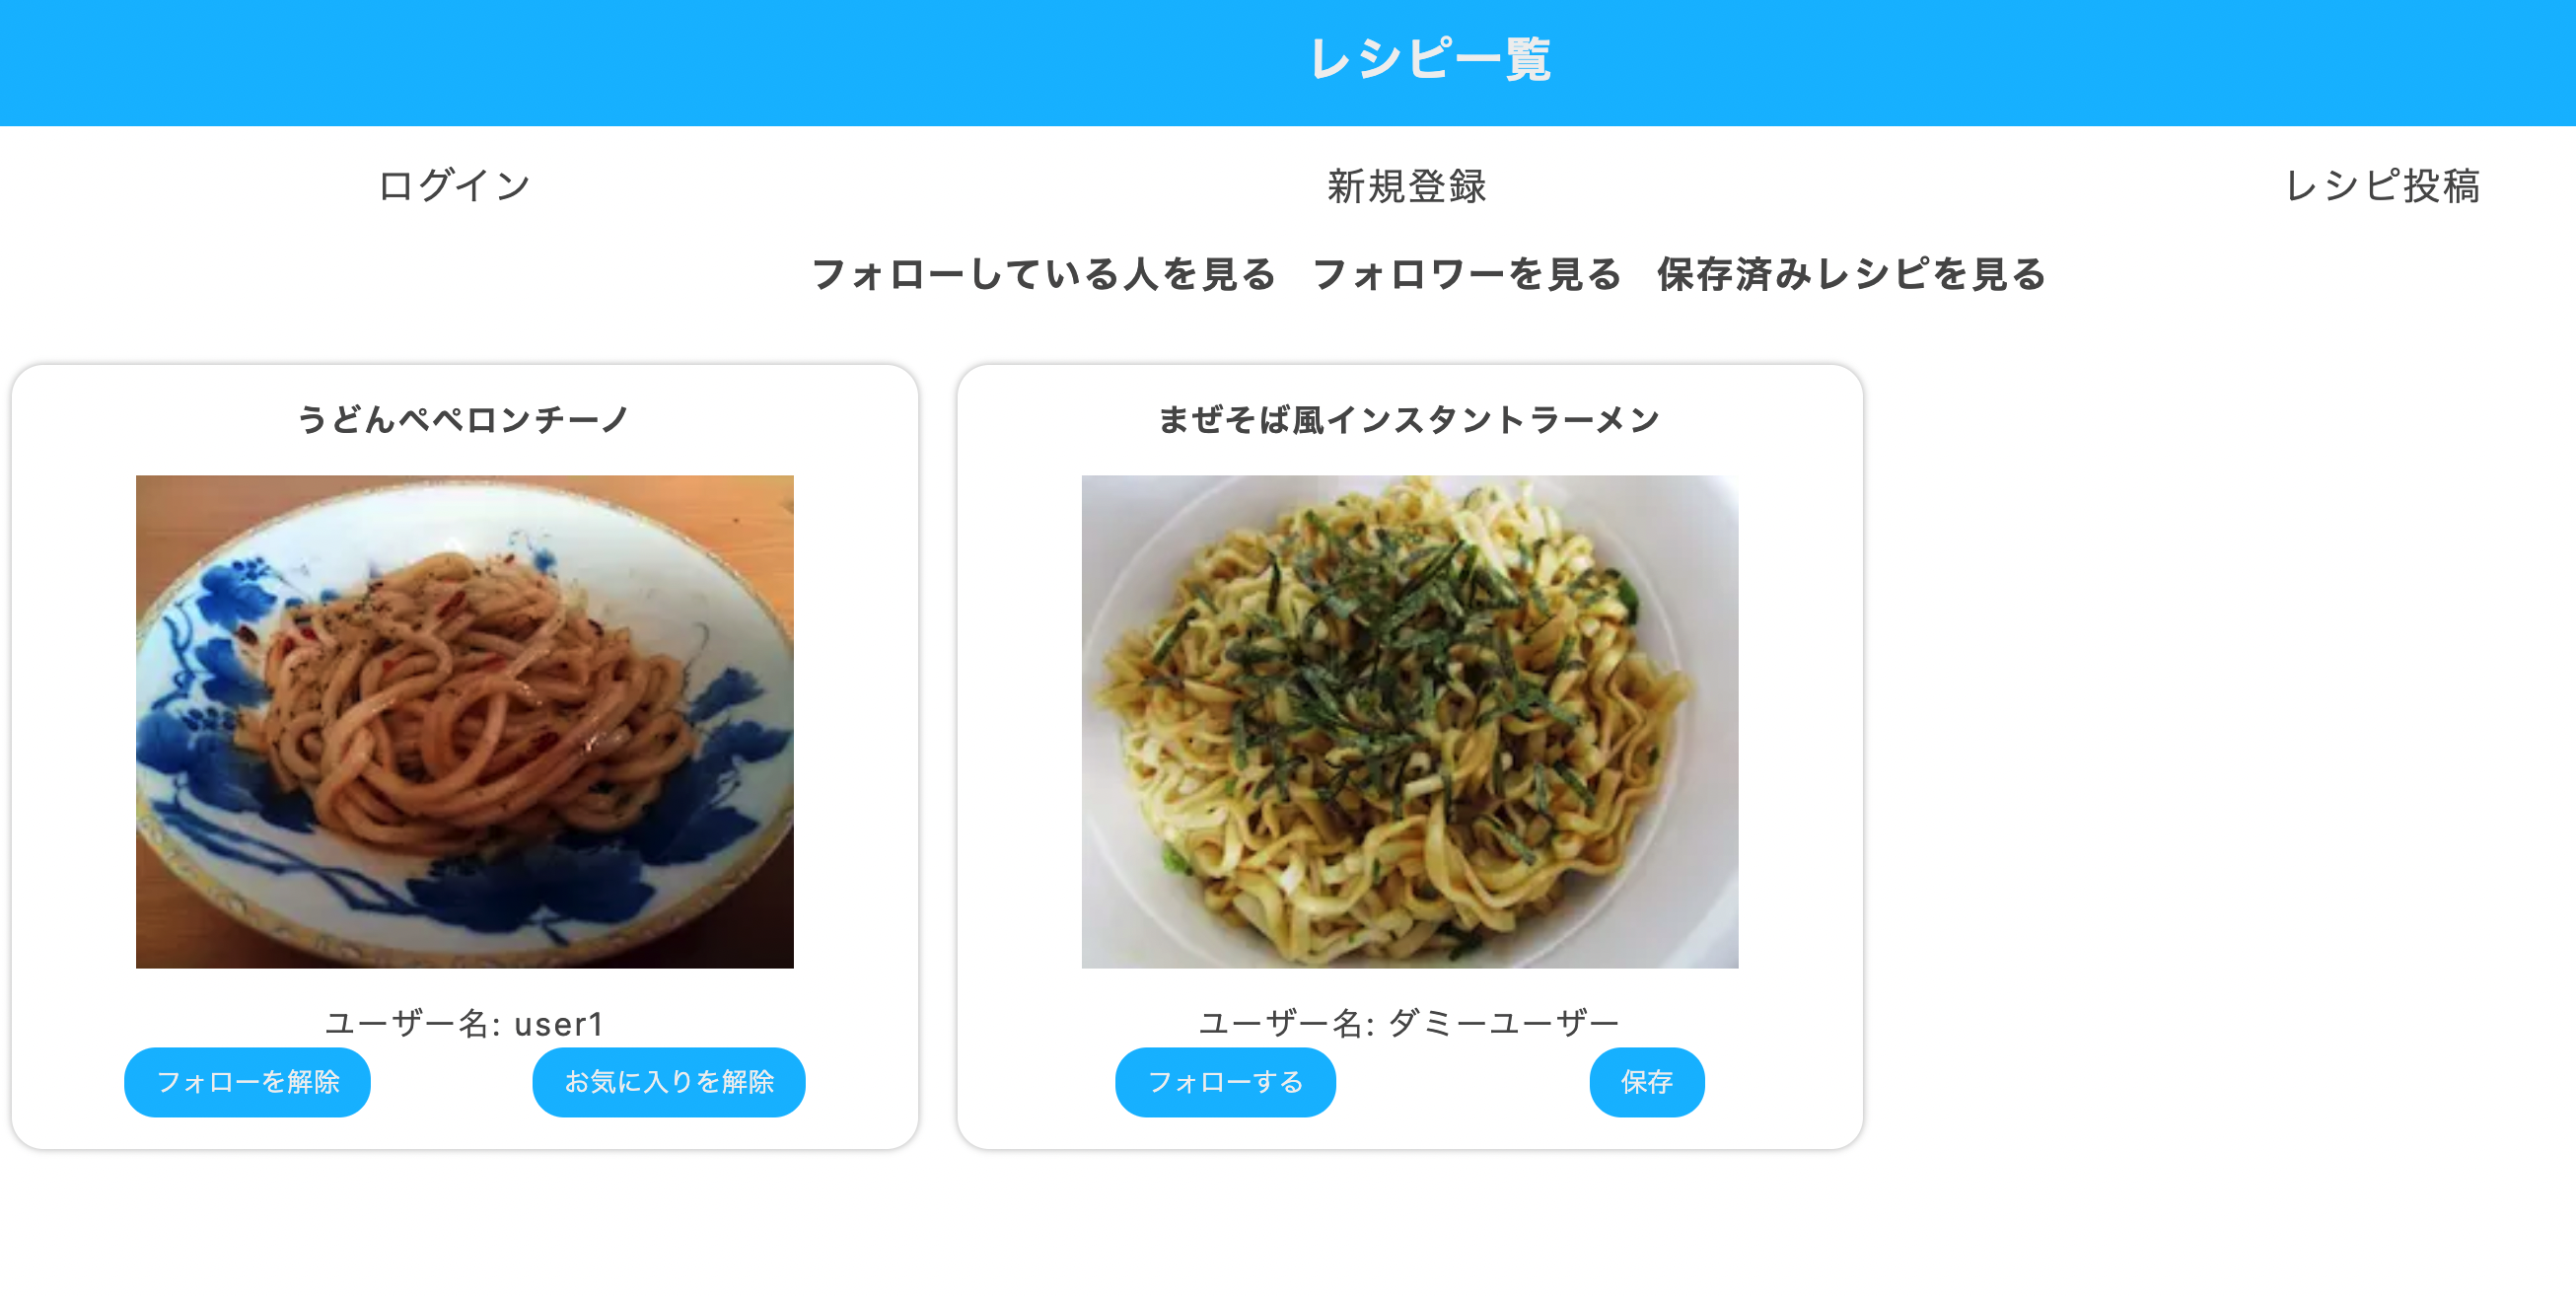 レシピ一覧
ログイン 新規登録 レシピ投稿
フォローしている人を見る フォロワーを見る 保存済みレシピを見る
うどんペペロンチーノ
ユーザー名: user1
フォローを解除 お気に入りを解除
まぜそば風インスタントラーメン
ユーザー名: ダミーユーザー
フォローする 保存